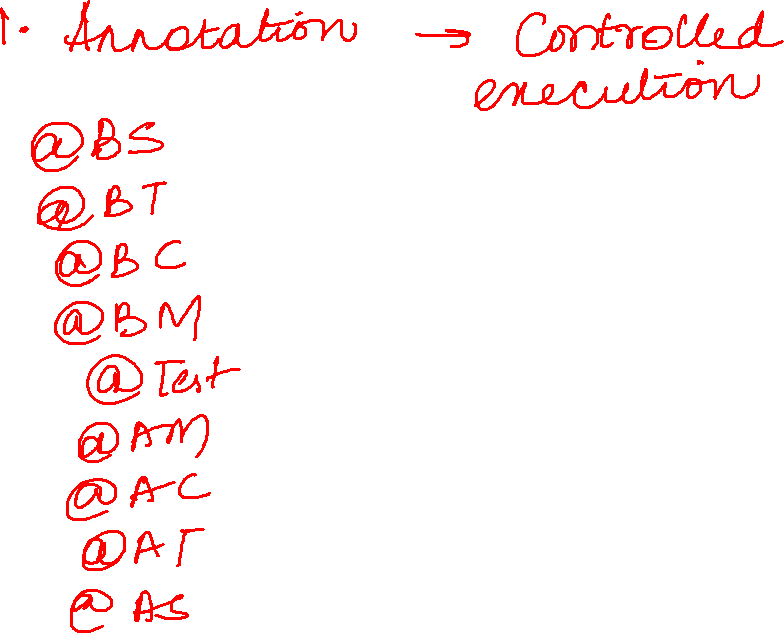 1. Annotation → Controlled
execution
@BS
@BT
@BC
@BM
@Test
@AM
@AC
@AT
@AS